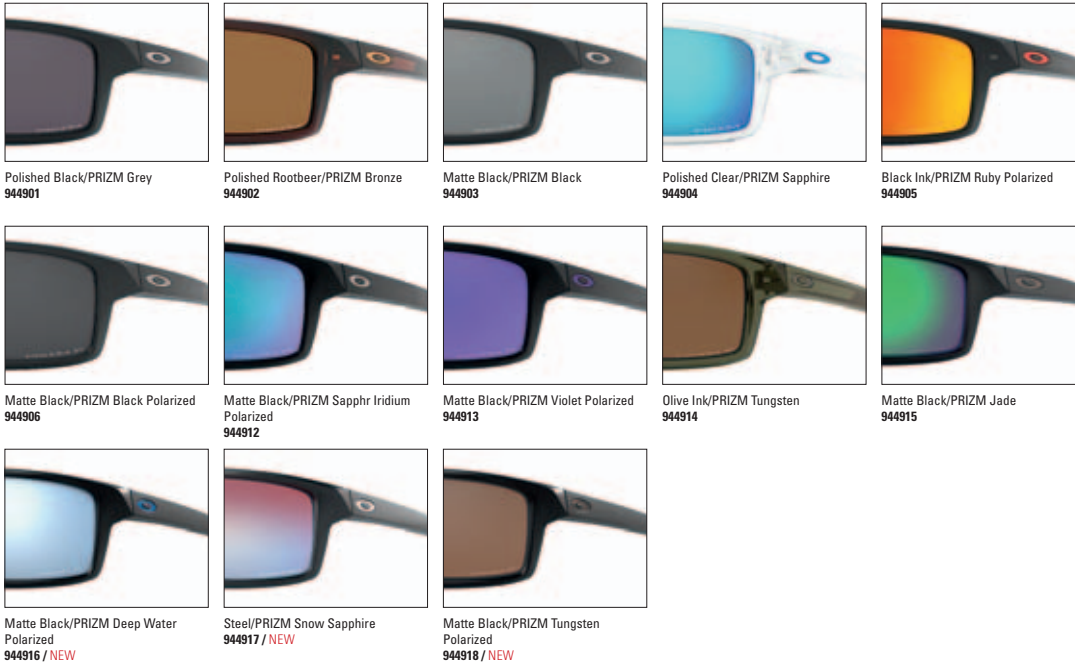 Polished Black/PRIZM Grey
944901
Polished Rootbeer/PRIZM Bronze
944902
Matte Black/PRIZM Black
944903
Polished Clear/PRIZM Sapphire
944904
Black Ink/PRIZM Ruby Polarized
944905
Matte Black/PRIZM Black Polarized
944906
Matte Black/PRIZM Sapphr Iridium
Polarized
944912
Matte Black/PRIZM Violet Polarized
944913
Olive Ink/PRIZM Tungsten
944914
Matte Black/PRIZM Jade
944915
Matte Black/PRIZM Deep Water
Polarized
944916 / NEW
Steel/PRIZM Snow Sapphire
944917 / NEW
Matte Black/PRIZM Tungsten
Polarized
944918 / NEW